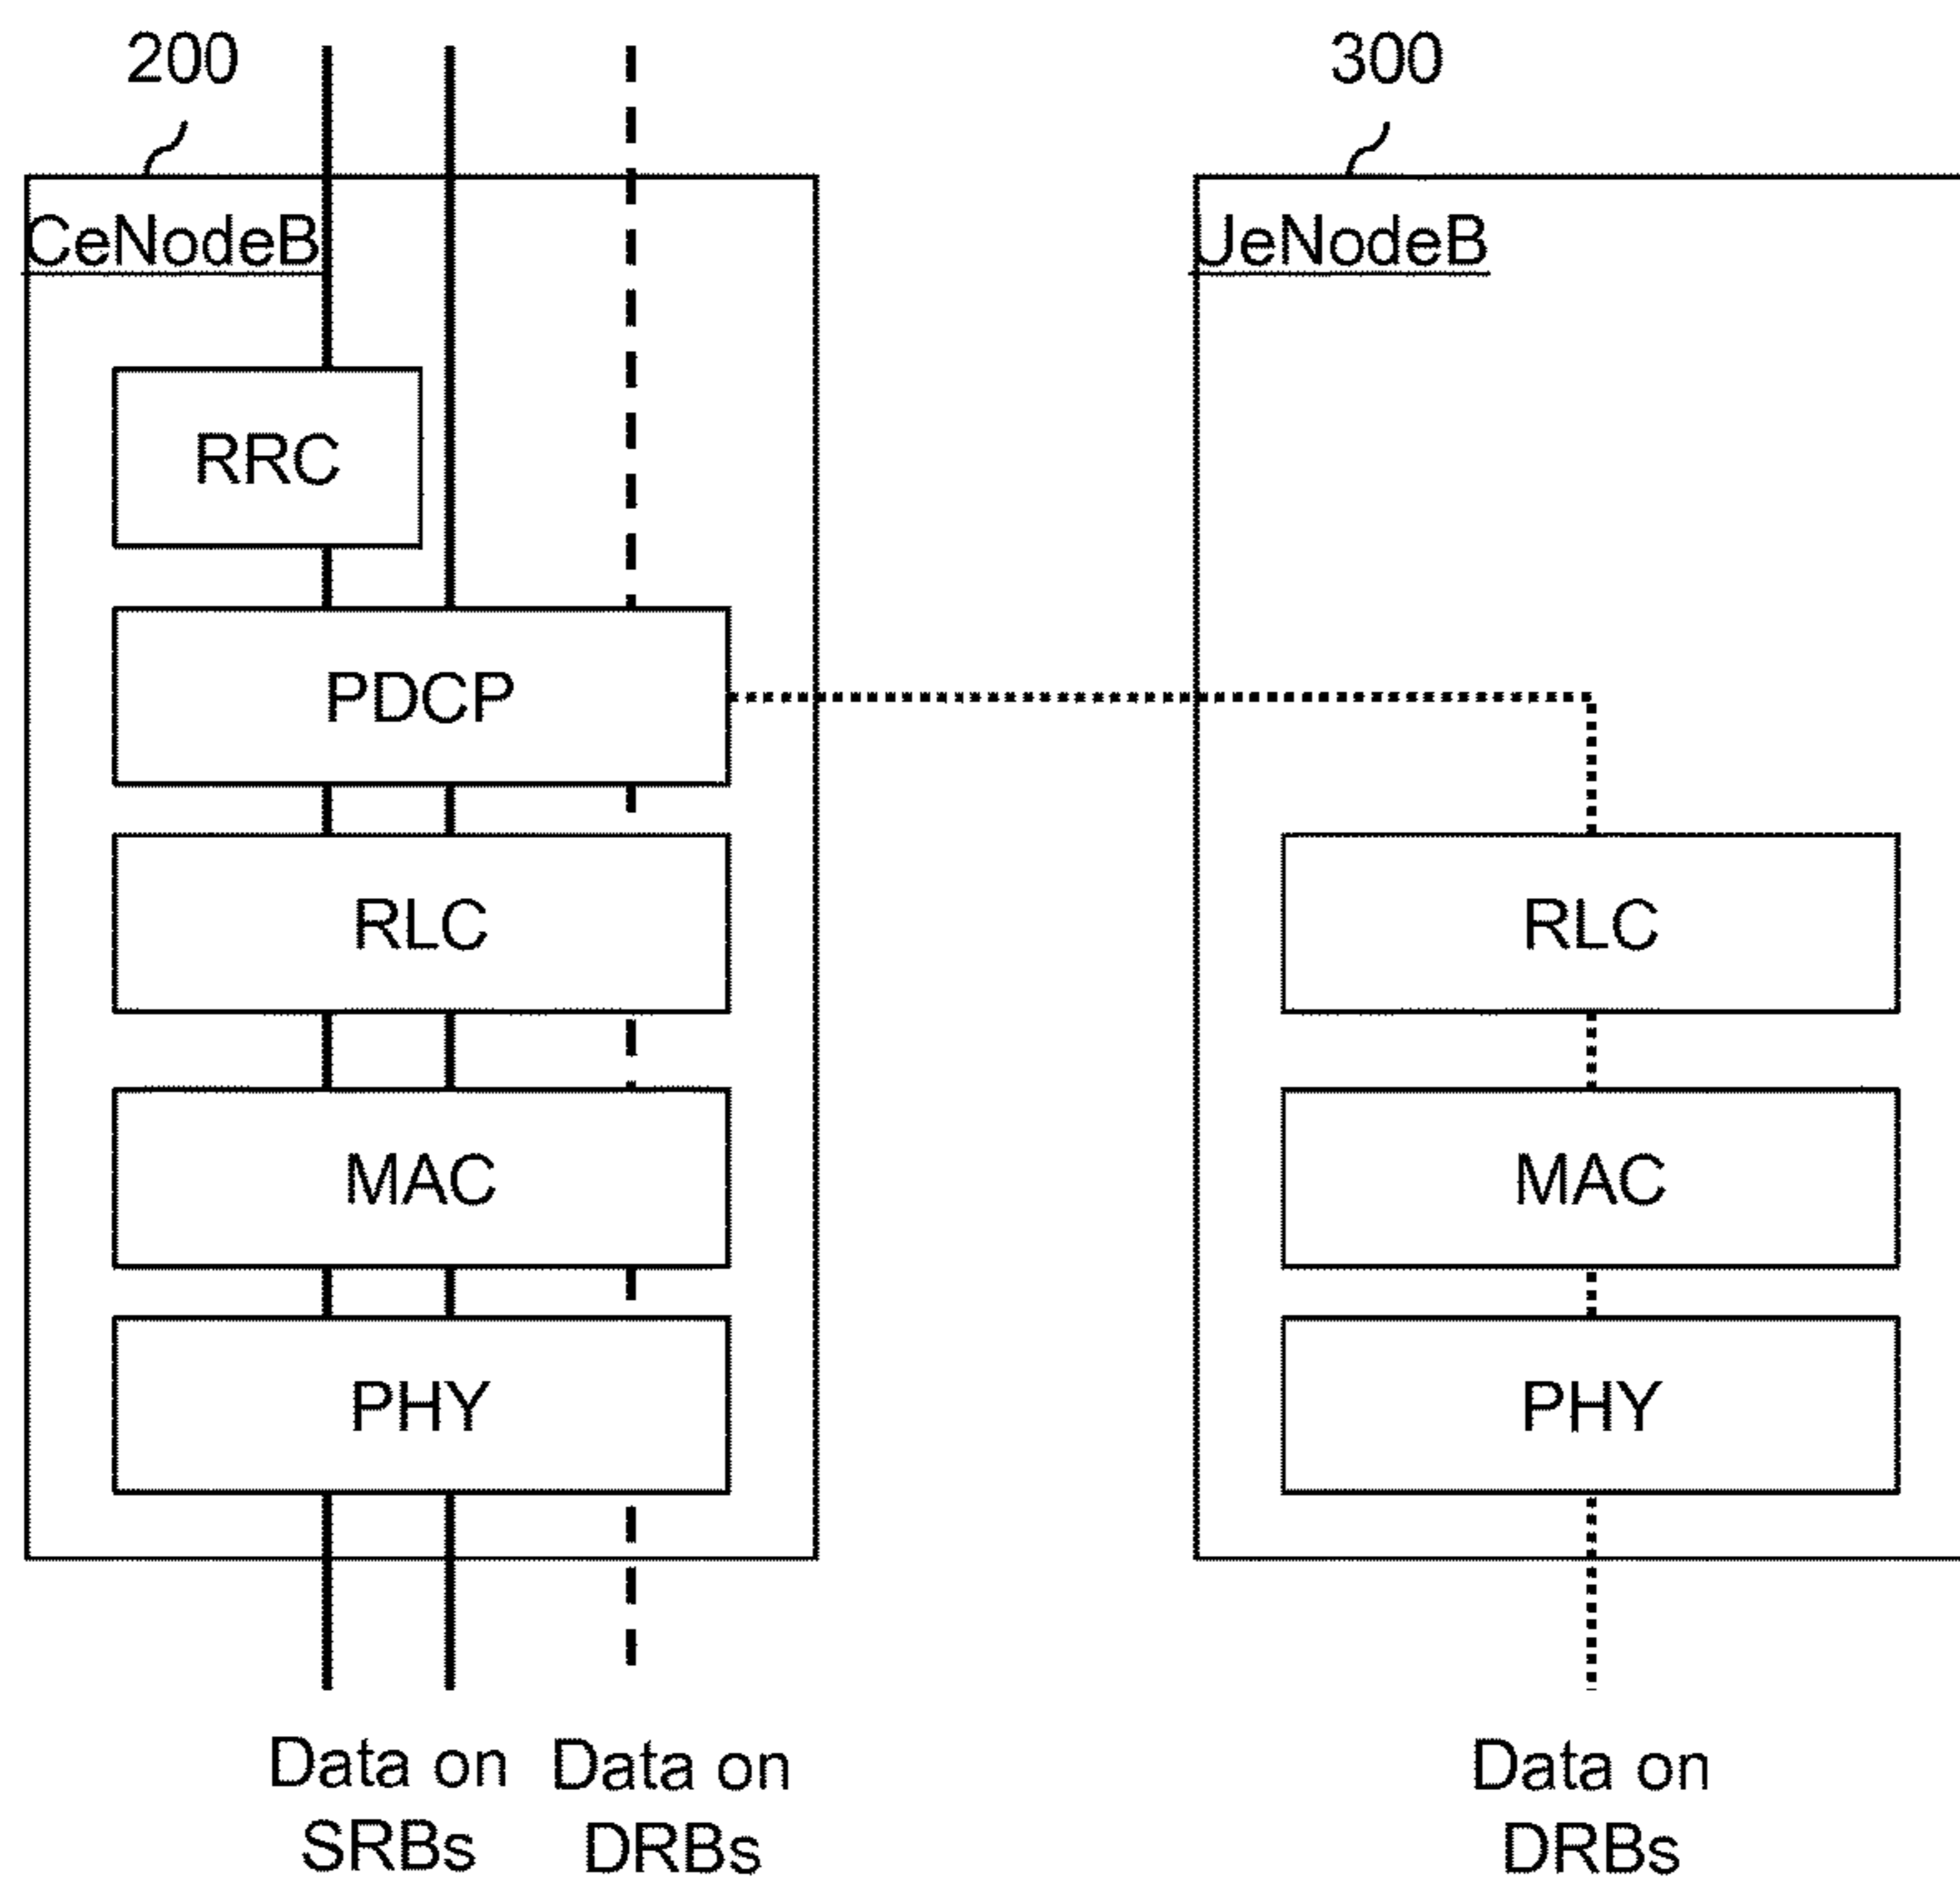 200
300
CeNodeB
UeNodeB
RRC
PDCP
RLC
RLC
MAC
MAC
PHY
PHY
Data on
SRBs
Data on
DRBs
Data on
DRBs